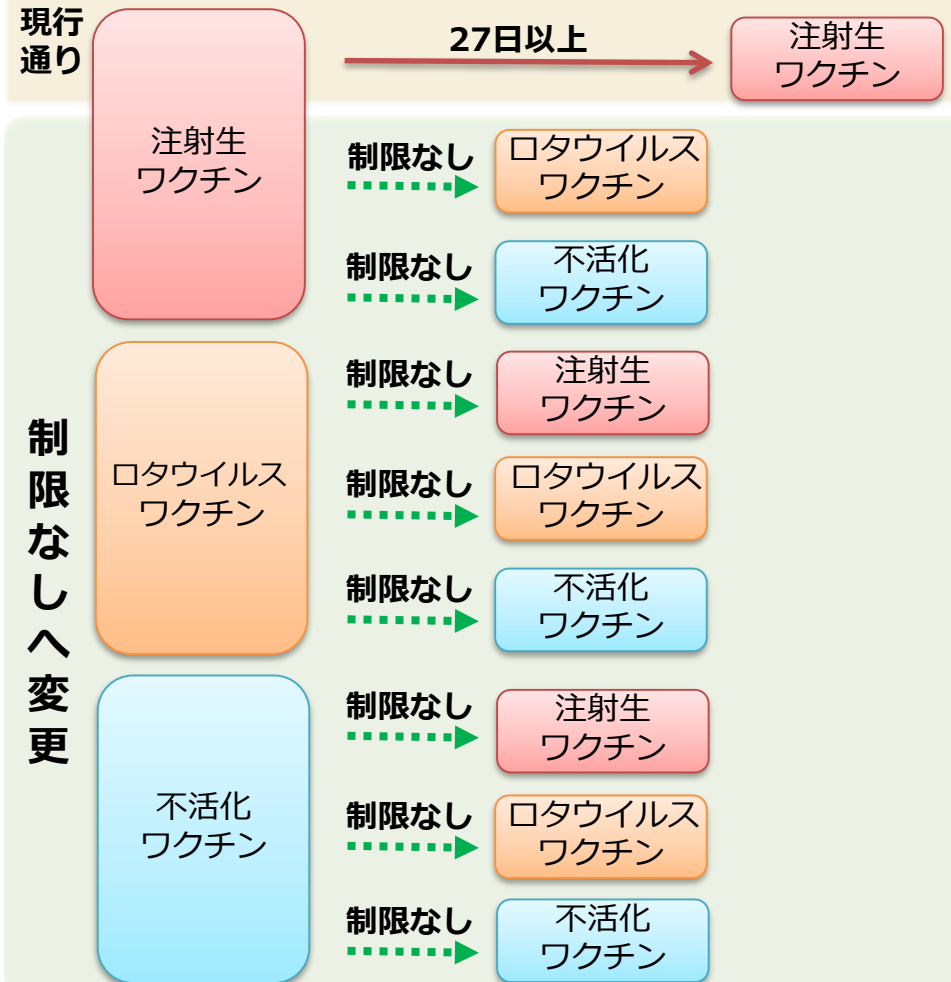 現行
通り
27日以上
注射生
ワクチン
注射生
ワクチン
制限なし
ロタウイルス
ワクチン
制限なし
不活化
ワクチン
制限なしへ変更
ロタウイルス
ワクチン
制限なし
注射生
ワクチン
制限なし
ロタウイルス
ワクチン
制限なし
不活化
ワクチン
不活化
ワクチン
制限なし
注射生
ワクチン
制限なし
ロタウイルス
ワクチン
制限なし
不活化
ワクチン